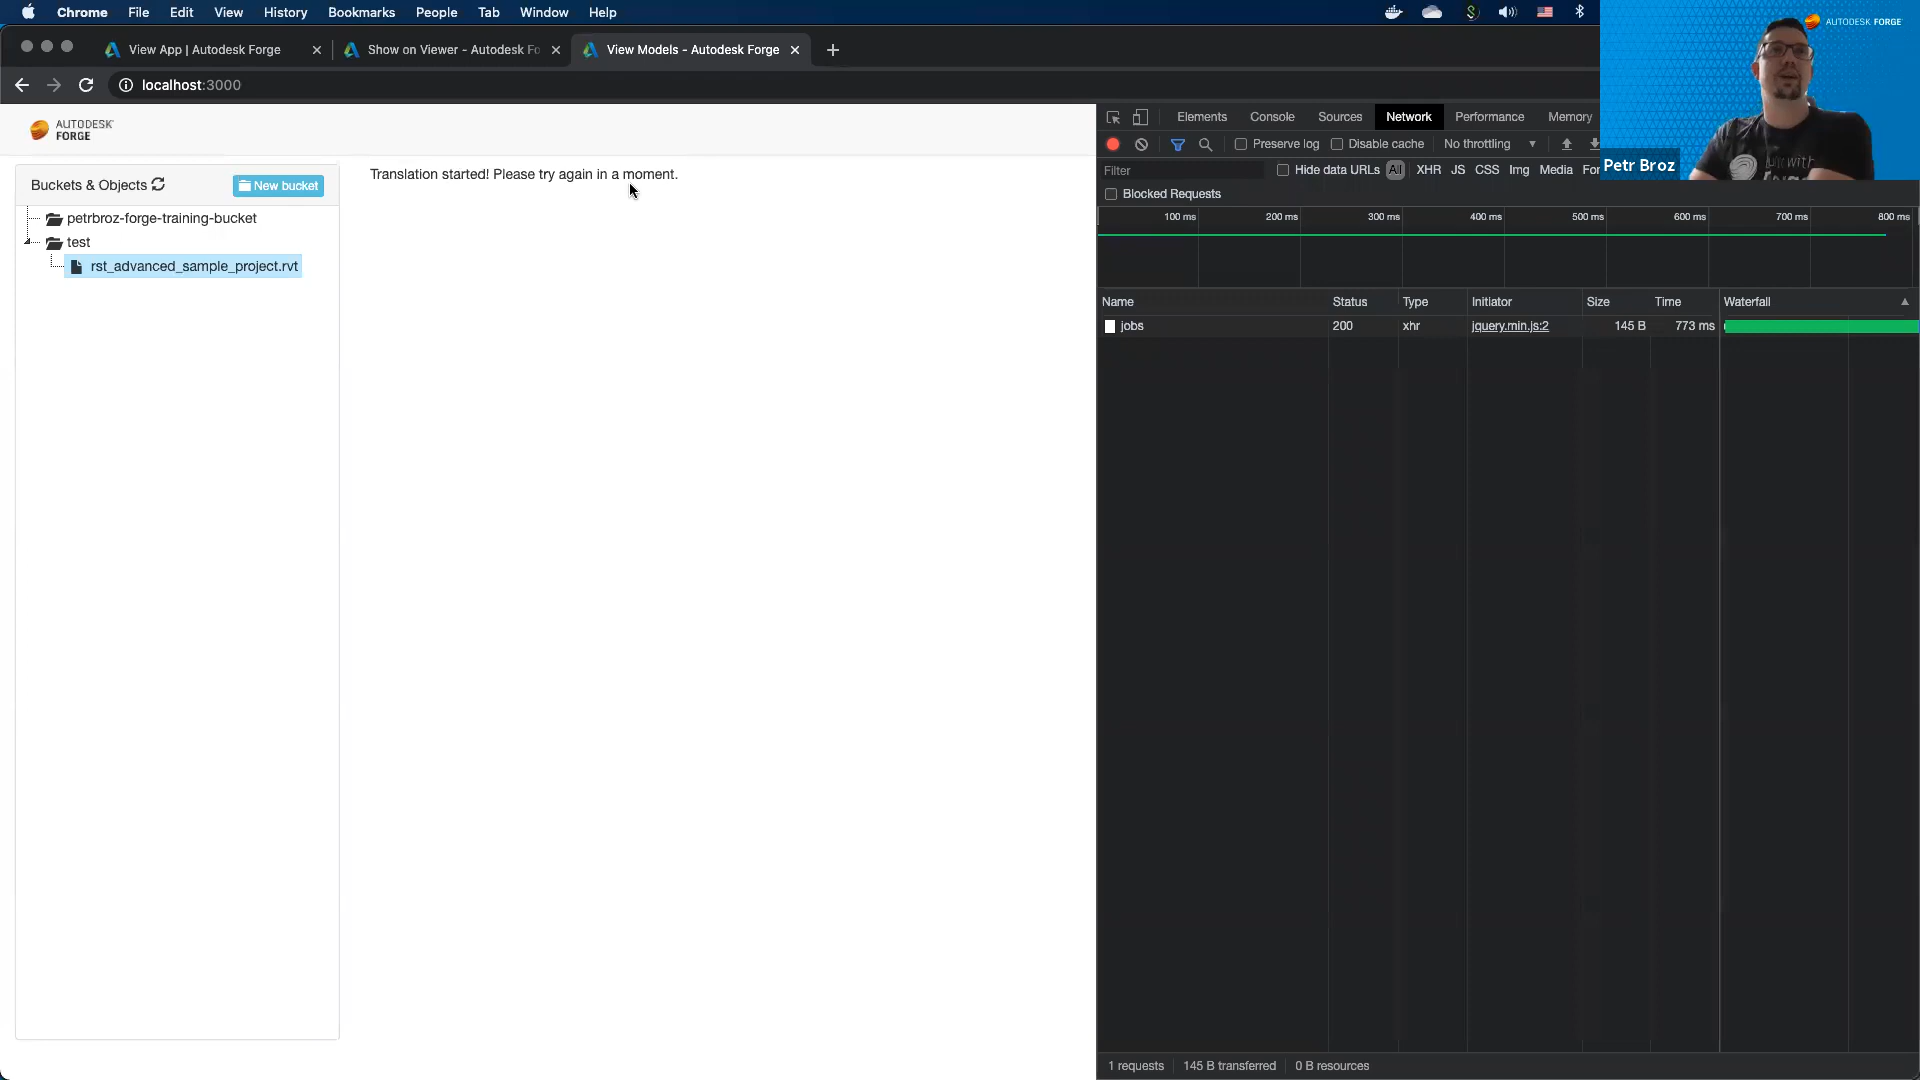 Chrome File Edit View History Bookmarks People Tab Window Help
View App | Autodesk Forge
Show on Viewer - Autodesk Fo
View Models - Autodesk Forge
localhost:3000
AUTODESK FORGE
Petr Broz
AUTODESK
FORGE
Buckets & Objects
New bucket
petrbroz-forge-training-bucket
test
rst_advanced_sample_project.rvt
Translation started! Please try again in a moment.
Elements Console Sources Network Performance Memory
Preserve log Disable cache No throttling
Filter Hide data URLs All XHR JS CSS Img Media For
Blocked Requests
100 ms 200 ms 300 ms 400 ms 500 ms 600 ms 700 ms 800 ms
Name Status Type Initiator Size Time Waterfall
jobs 200 xhr jquery.min.js:2 145 B 773 ms
1 requests 145 B transferred 0 B resources